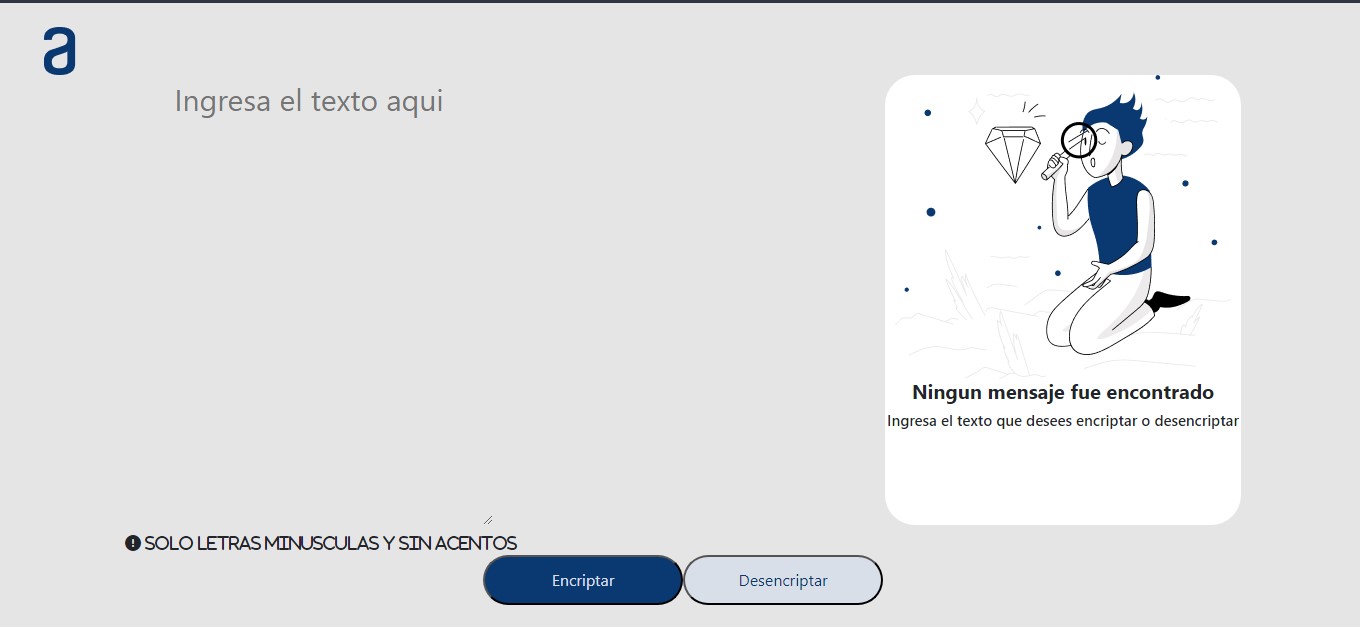 a
Ingresa el texto aqui
Ningun mensaje fue encontrado
Ingresa el texto que desees encriptar o desencriptar
! SOLO LETRAS MINUSCULAS Y SIN ACENTOS
Encriptar
Desencriptar